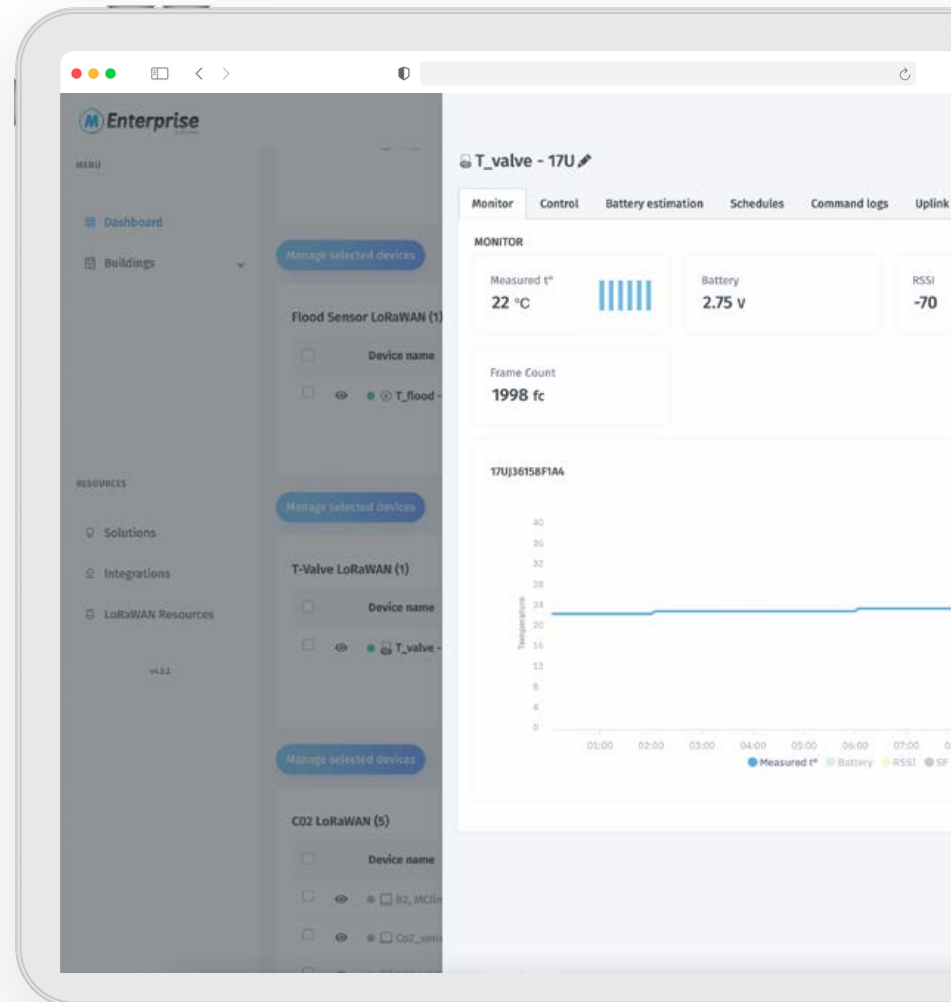 M Enterprise
MENU
Dashboard
Buildings
Manage selected devices
Flood Sensor LoRaWAN (1)
Device name
T_flood -
RESOURCES
Solutions
Integrations
LoRaWAN Resources
v4.3.2
Manage selected devices
T-Valve LoRaWAN (1)
Device name
T_valve -
Manage selected devices
C02 LoRaWAN (5)
Device name
Co2_sen
T_valve - 17U
Monitor Control Battery estimation Schedules Command logs Uplink
MONITOR
Measured t°
22 °C
Battery
2.75 V
RSSI
-70
Frame Count
1998 fc
17UJ36158F1A4
Temperature
40
36
32
28
24
20
16
12
8
4
0
01:00 02:00 03:00 04:00 05:00 06:00 07:00
Measured t° Battery RSSI SF